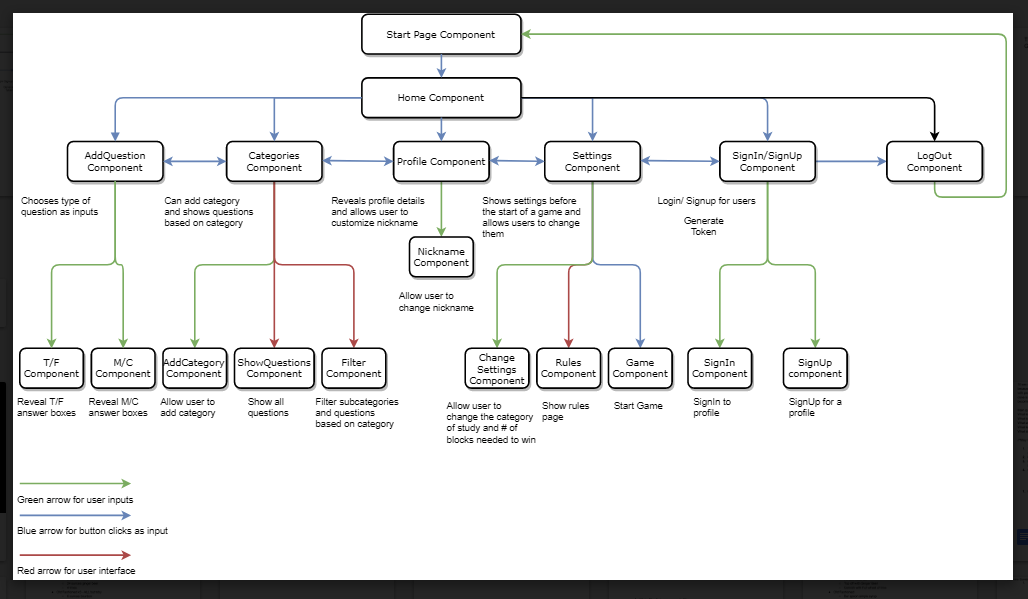 Start Page Component
Home Component
AddQuestion
Component
Categories
Component
Profile Component
Settings
Component
SignIn/SignUp
Component
LogOut
Component
Chooses type of
question as inputs
Can add category
and shows questions
based on category
Reveals profile details
and allows user to
customize nickname
Shows settings before
the start of a game and
allows users to change
them
Login/ Signup for users
Generate
Token
Nickname
Component
Allow user to
change nickname
T/F
Component
M/C
Component
AddCategory
Component
ShowQuestions
Component
Filter
Component
Change
Settings
Component
Rules
Component
Game
Component
SignIn
Component
SignUp
component
Reveal T/F
answer boxes
Reveal M/C
answer boxes
Allow user to
add category
Show all
questions
Filter subcategories
and questions
based on category
Allow user to
change the category
of study and # of
blocks needed to win
Show rules
page
Start Game
SignIn to
profile
SignUp for a
profile
Green arrow for user inputs
Blue arrow for button clicks as input
Red arrow for user interface